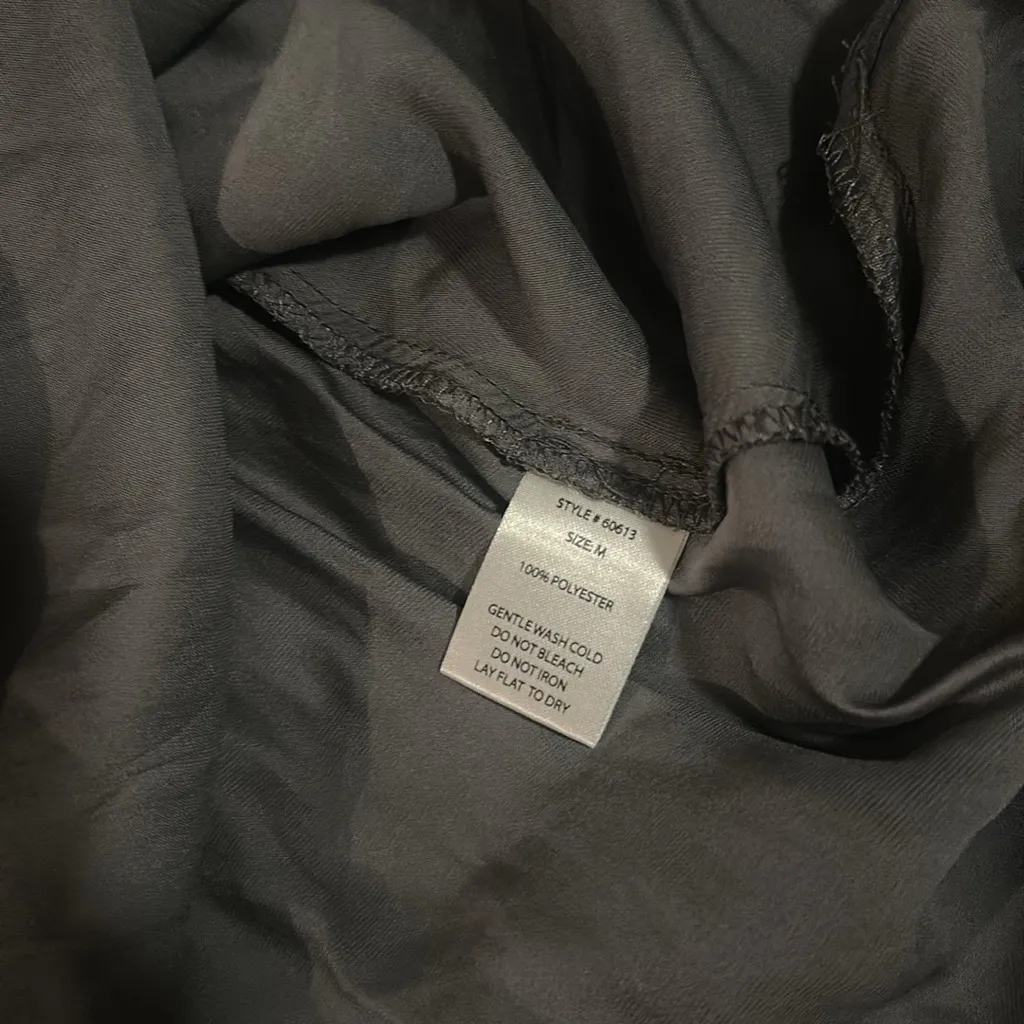 STYLE # 60613
SIZE: M
100% POLYESTER
GENTLE WASH COLD
DO NOT BLEACH
DO NOT IRON
LAY FLAT TO DRY